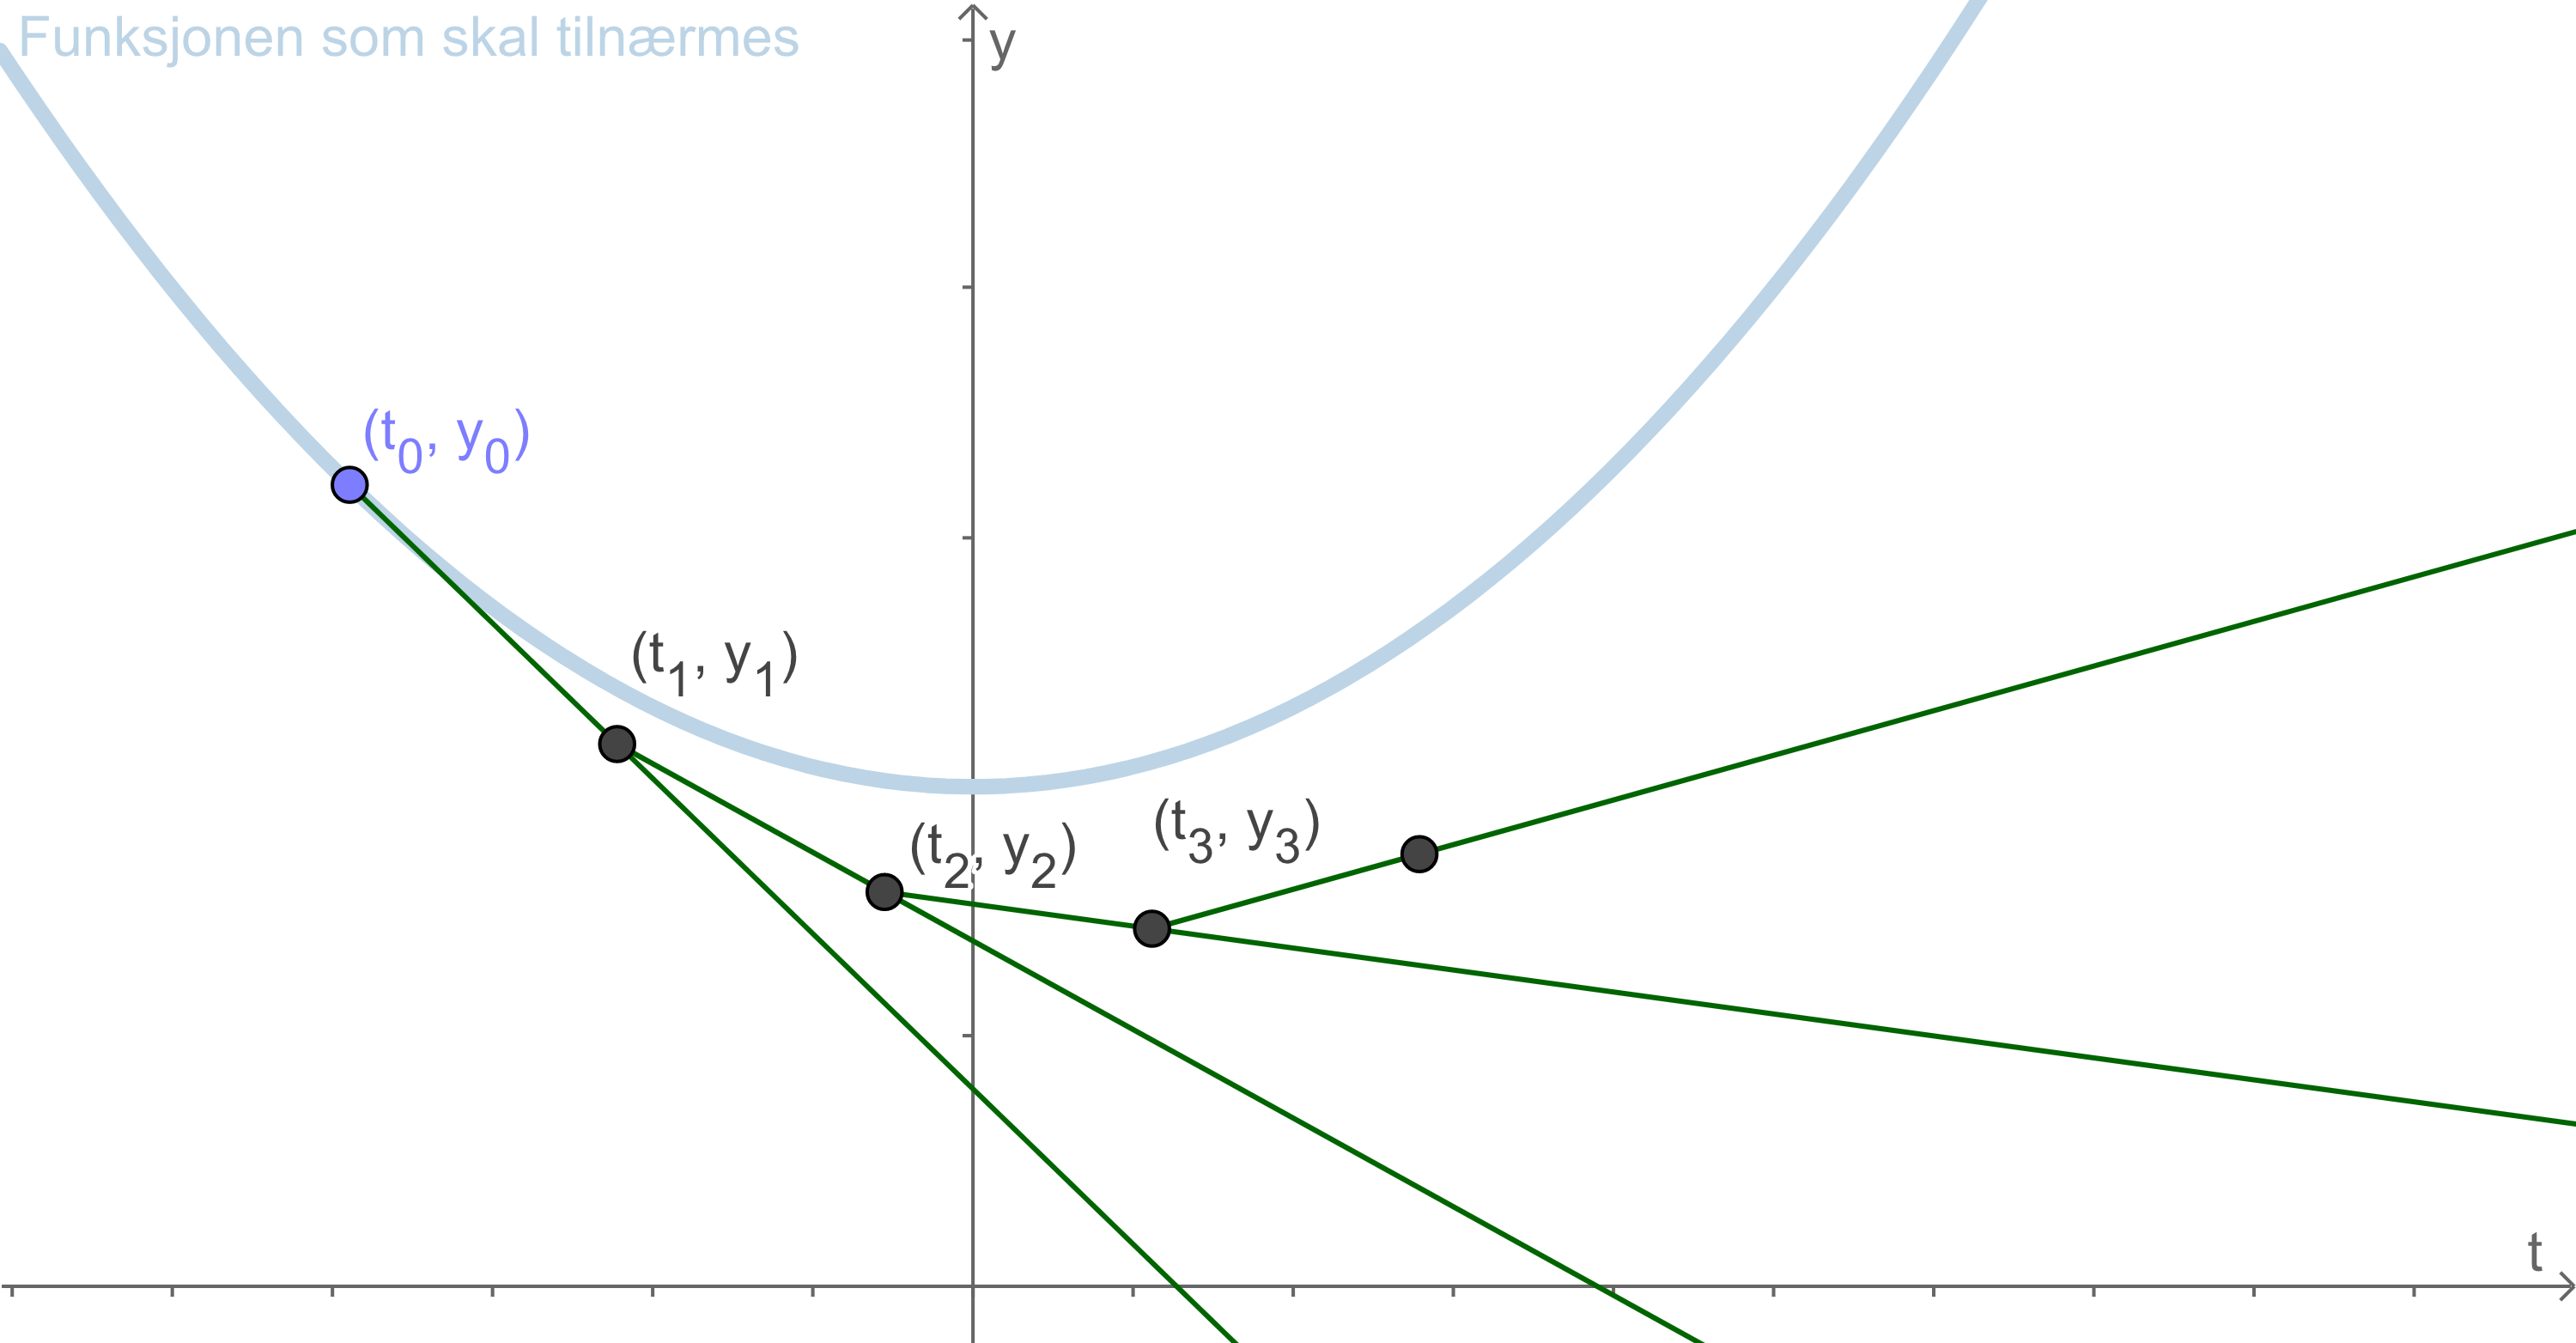 Funksjonen som skal tilnærmes
y
(t₀, y₀)
(t₁, y₁)
(t₂, y₂)
(t₃, y₃)
t